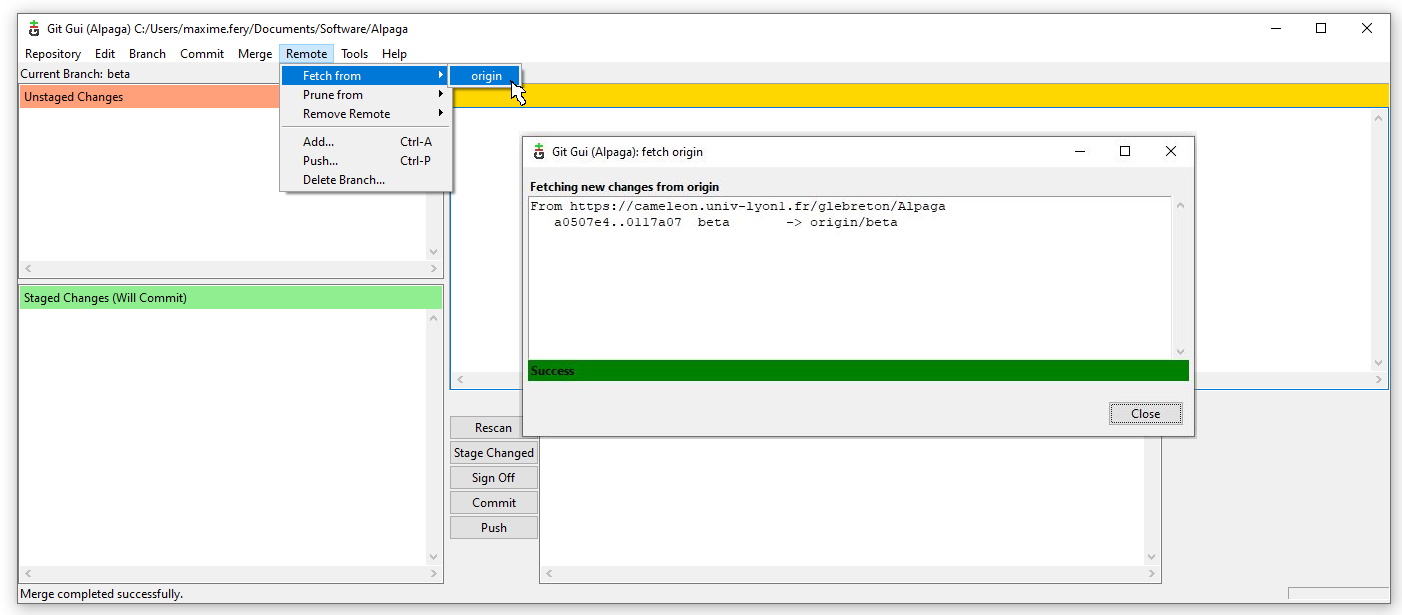 Git Gui (Alpaga) C:/Users/maxime.fery/Documents/Software/Alpaga
Repository Edit Branch Commit Merge Remote Tools Help
Current Branch: beta
Unstaged Changes
Fetch from
origin
Prune from
Remove Remote
Add... Ctrl-A
Push... Ctrl-P
Delete Branch...
Git Gui (Alpaga): fetch origin
Fetching new changes from origin
From https://cameleon.univ-lyon1.fr/glebreton/Alpaga
a0507e4..0117a07 beta -> origin/beta
Success
Close
Staged Changes (Will Commit)
Rescan
Stage Changed
Sign Off
Commit
Push
Merge completed successfully.